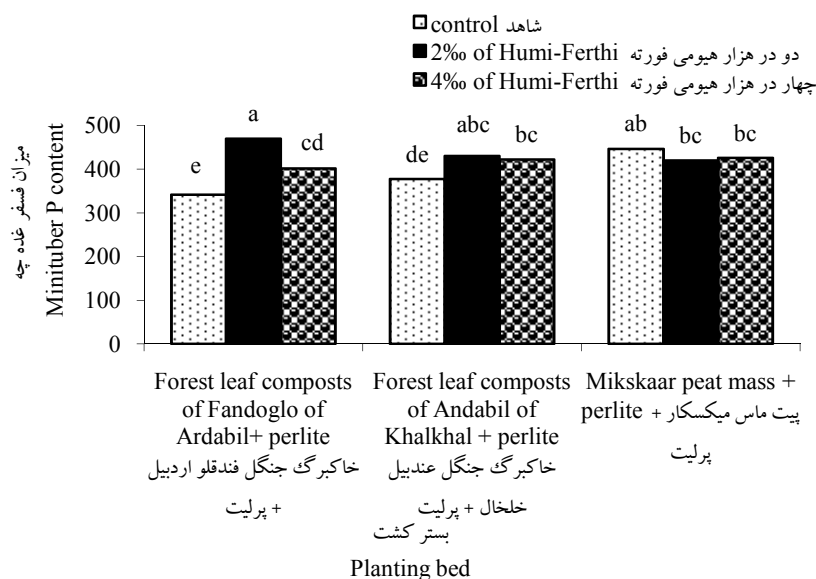 control شاهد
2‰ of Humi-Ferthi دو در هزار هیومی فورته
4‰ of Humi-Ferthi چهار در هزار هیومی فورته
میزان فسفر غده چه
Minituber P content
500
400
300
200
100
0
e
a
cd
de
abc
bc
ab
bc
bc
Forest leaf composts
of Fandoglo of
Ardabil+ perlite
خاکبرگ جنگل فندقلو اردبیل
+ پرلیت
Forest leaf composts
of Andabil of
Khalkhal + perlite
خاکبرگ جنگل عندبیل
خلخال + پرلیت
Mikskaar peat mass +
perlite پیت ماس میکسکار +
پرلیت
بستر کشت
Planting bed